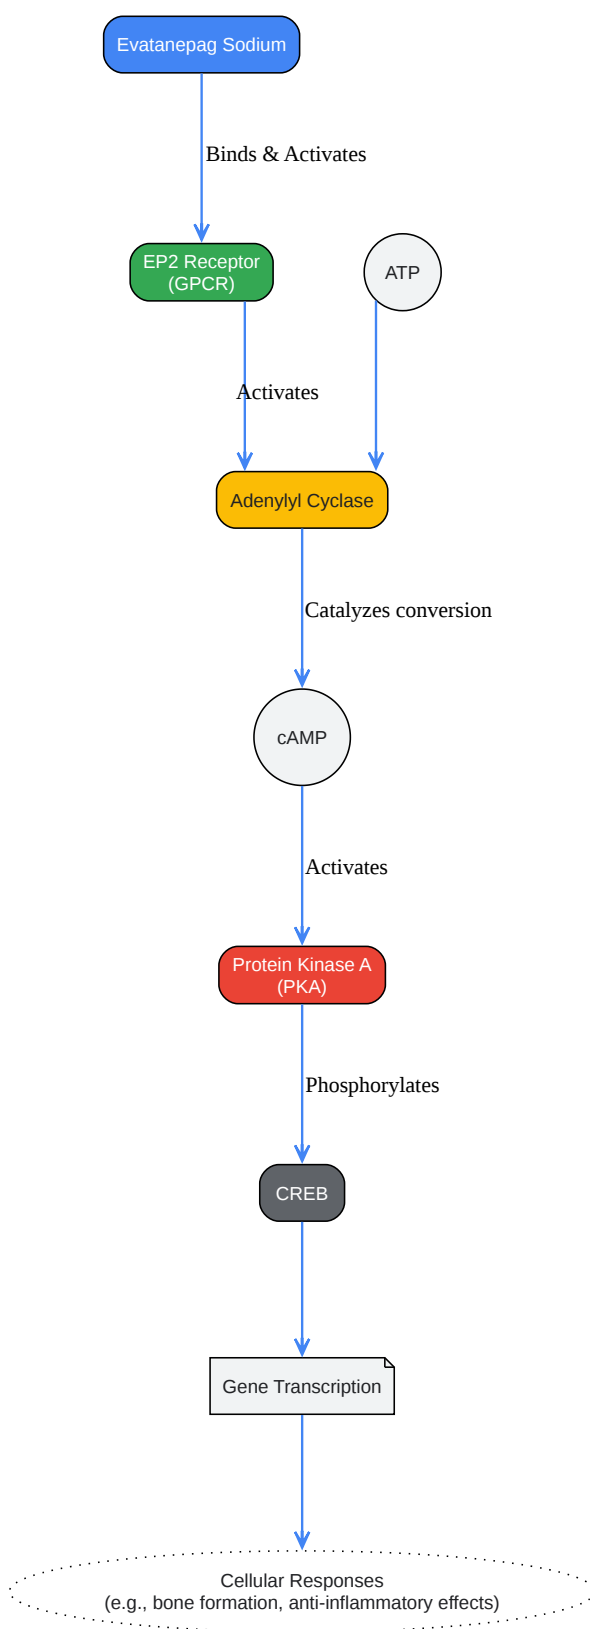 Evatanepag Sodium
Binds & Activates
EP2 Receptor
(GPCR)
ATP
Activates
Adenylyl Cyclase
Catalyzes conversion
cAMP
Activates
Protein Kinase A
(PKA)
Phosphorylates
CREB
Gene Transcription
Cellular Responses
(e.g., bone formation, anti-inflammatory effects)